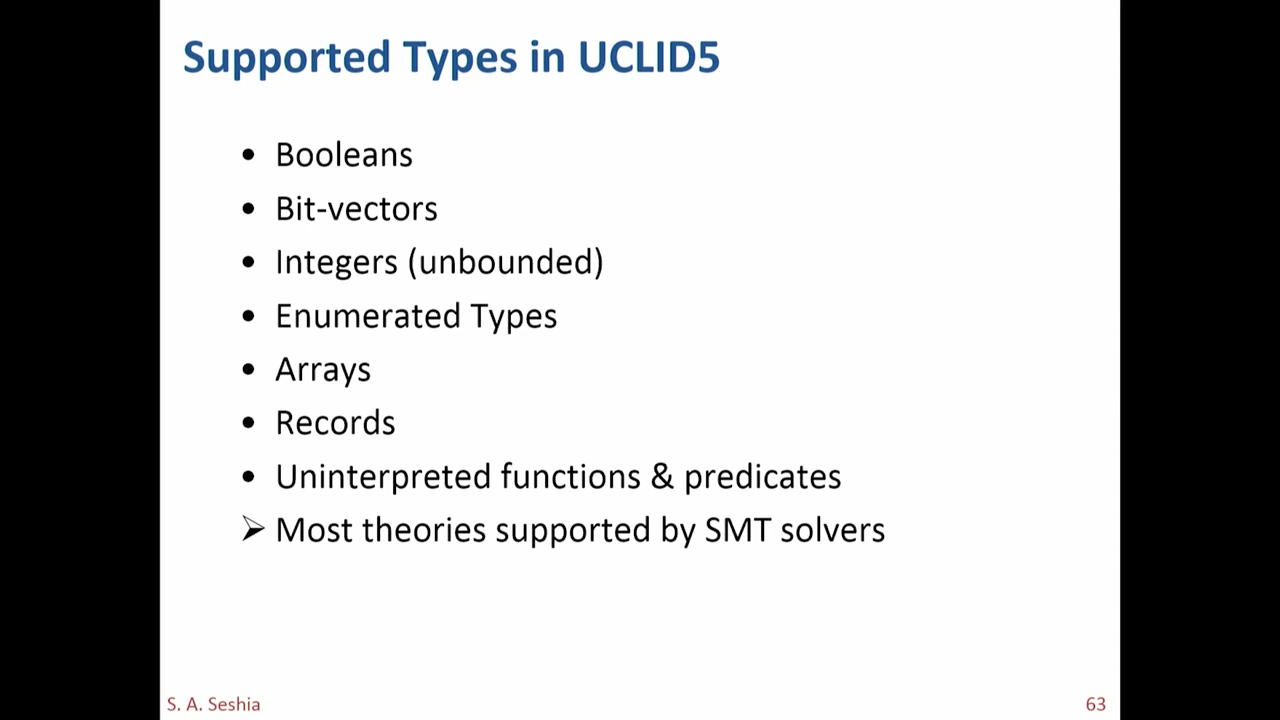 Supported Types in UCLID5
• Booleans
• Bit-vectors
• Integers (unbounded)
• Enumerated Types
• Arrays
• Records
• Uninterpreted functions & predicates
➢ Most theories supported by SMT solvers
S. A. Seshia
63